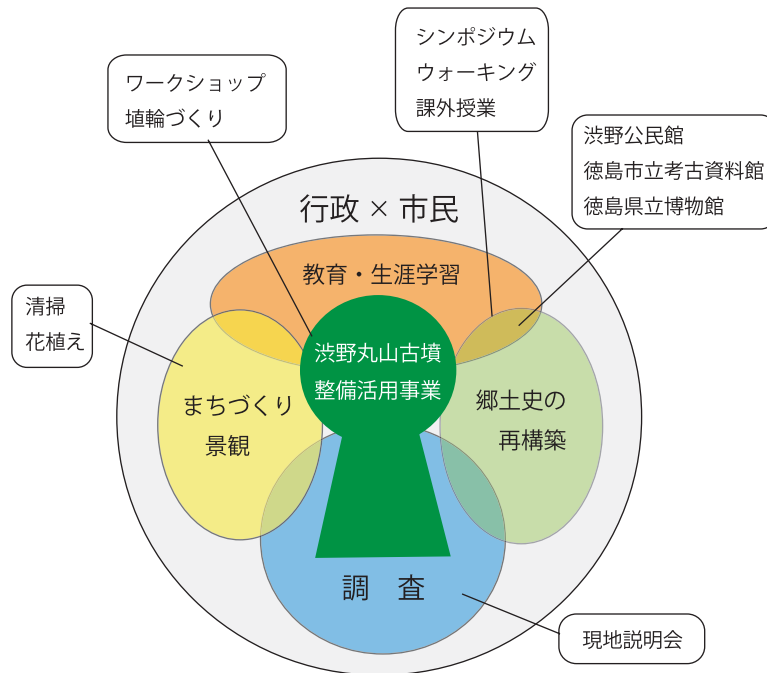 シンポジウム
ウォーキング
課外授業
ワークショップ
埴輪づくり
渋野公民館
徳島市立考古資料館
徳島県立博物館
行政 × 市民
教育・生涯学習
清掃
花植え
渋野丸山古墳
整備活用事業
まちづくり
景観
郷土史の
再構築
調　査
現地説明会